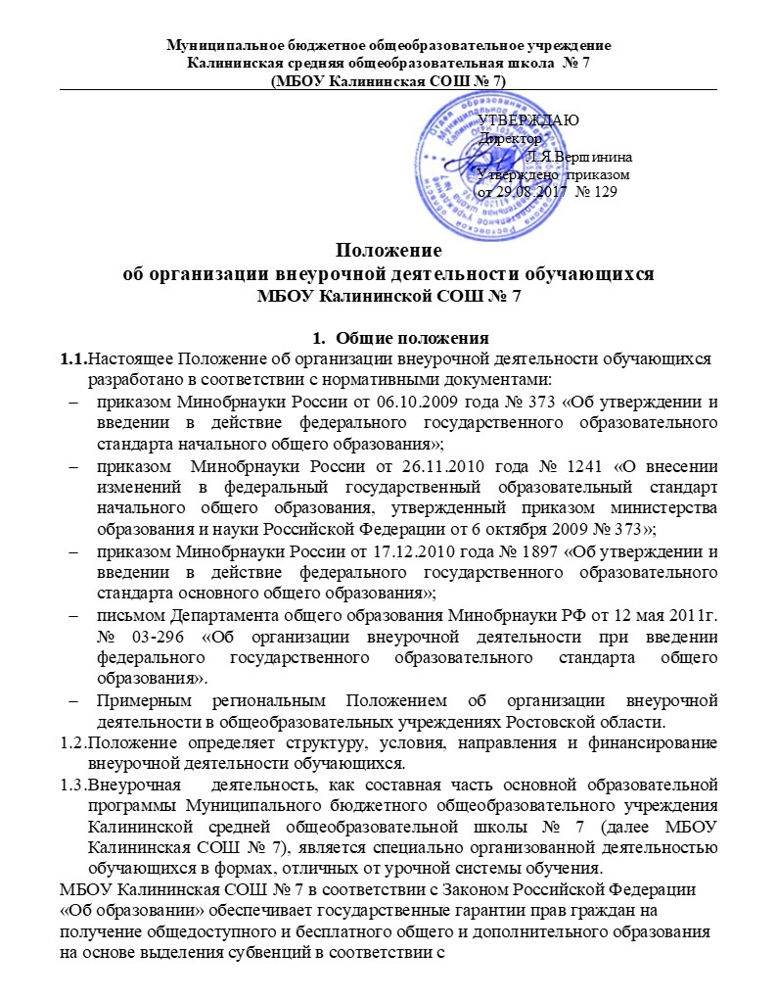 Муниципальное бюджетное общеобразовательное учреждение
Калининская средняя общеобразовательная школа № 7
(МБОУ Калининская СОШ № 7)
УТВЕРЖДАЮ
Директор
Л.Я.Вершинина
Утверждено приказом
от 29.08.2017 № 129
Положение
об организации внеурочной деятельности обучающихся
МБОУ Калининской СОШ № 7
1. Общие положения
1.1.Настоящее Положение об организации внеурочной деятельности обучающихся
разработано в соответствии с нормативными документами:
– приказом Минобрнауки России от 06.10.2009 года № 373 «Об утверждении и
введении в действие федерального государственного образовательного
стандарта начального общего образования»;
– приказом Минобрнауки России от 26.11.2010 года № 1241 «О внесении
изменений в федеральный государственный образовательный стандарт
начального общего образования, утвержденный приказом министерства
образования и науки Российской Федерации от 6 октября 2009 № 373»;
– приказом Минобрнауки России от 17.12.2010 года № 1897 «Об утверждении и
введении в действие федерального государственного образовательного
стандарта основного общего образования»;
– письмом Департамента общего образования Минобрнауки РФ от 12 мая 2011г.
№ 03-296 «Об организации внеурочной деятельности при введении
федерального государственного образовательного стандарта общего
образования».
– Примерным региональным Положением об организации внеурочной
деятельности в общеобразовательных учреждениях Ростовской области.
1.2.Положение определяет структуру, условия, направления и финансирование
внеурочной деятельности обучающихся.
1.3.Внеурочная деятельность, как составная часть основной образовательной
программы Муниципального бюджетного общеобразовательного учреждения
Калининской средней общеобразовательной школы № 7 (далее МБОУ
Калининская СОШ № 7), является специально организованной деятельностью
обучающихся в формах, отличных от урочной системы обучения.
МБОУ Калининская СОШ № 7 в соответствии с Законом Российской Федерации
«Об образовании» обеспечивает государственные гарантии прав граждан на
получение общедоступного и бесплатного общего и дополнительного образования
на основе выделения субвенций в соответствии с